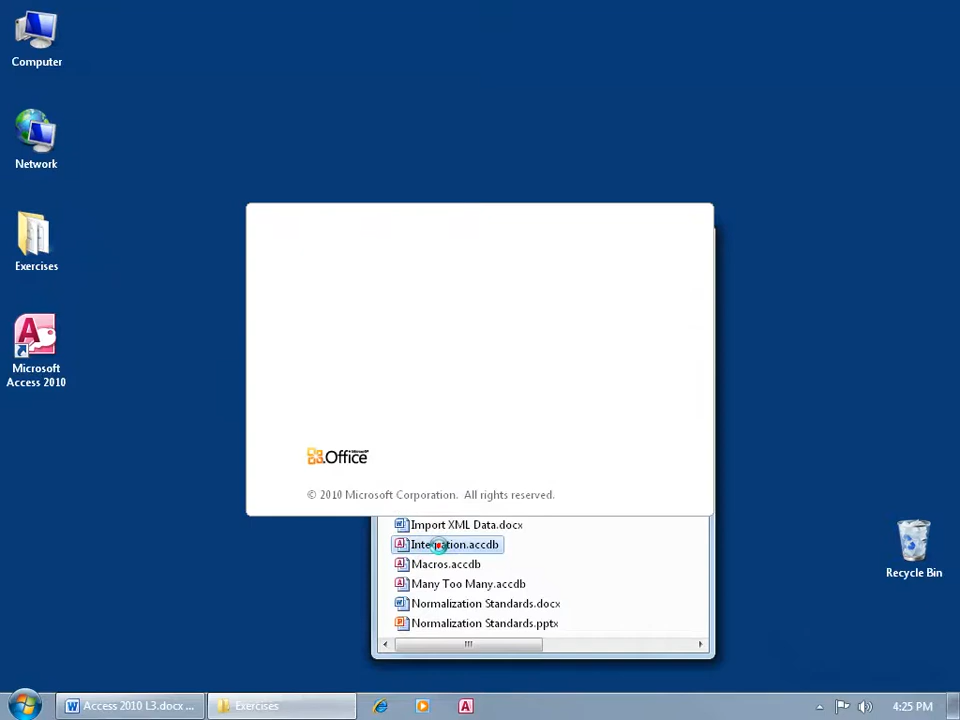 Computer
Network
Exercises
Microsoft
Access 2010
Office
© 2010 Microsoft Corporation. All rights reserved.
Import XML Data.docx
Integration.accdb
Macros.accdb
Many Too Many.accdb
Normalization Standards.docx
Normalization Standards.pptx
Recycle Bin
Access 2010 L3.docx ...
Exercises
4:25 PM